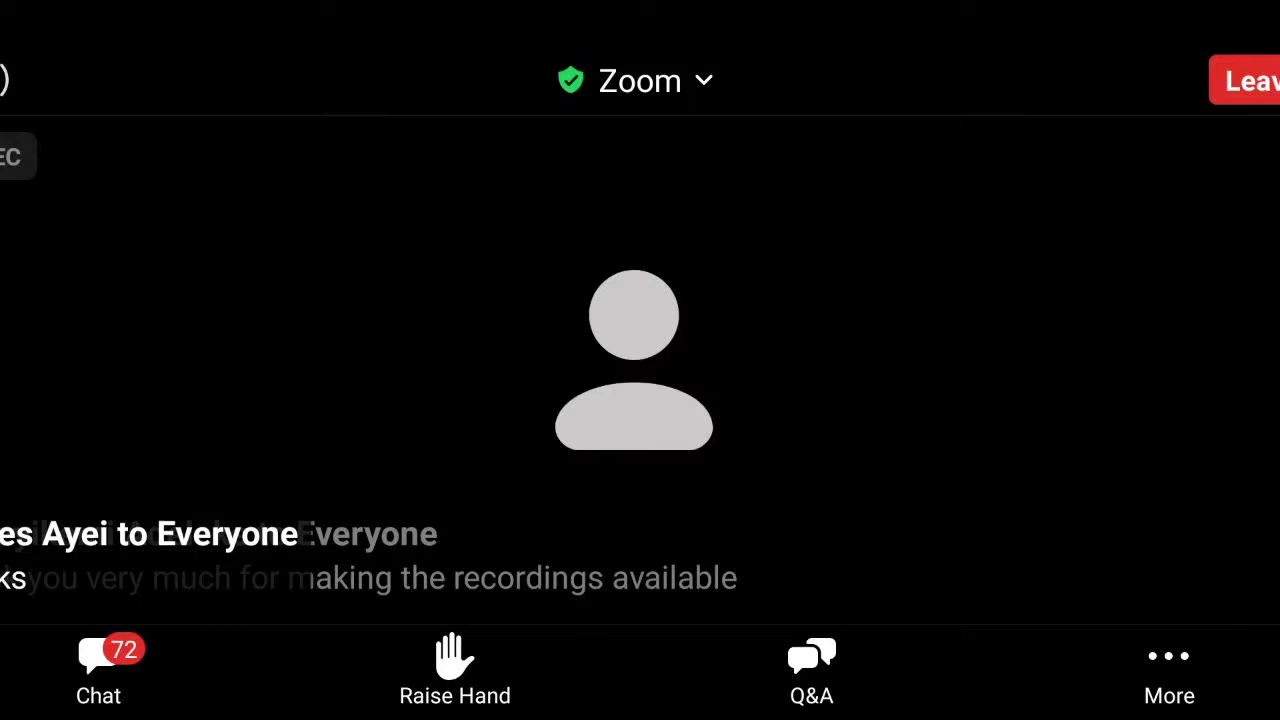 Zoom
Leav
EC
es Ayei to Everyone Everyone
ks you very much for making the recordings available
72
Chat
Raise Hand
Q&A
More